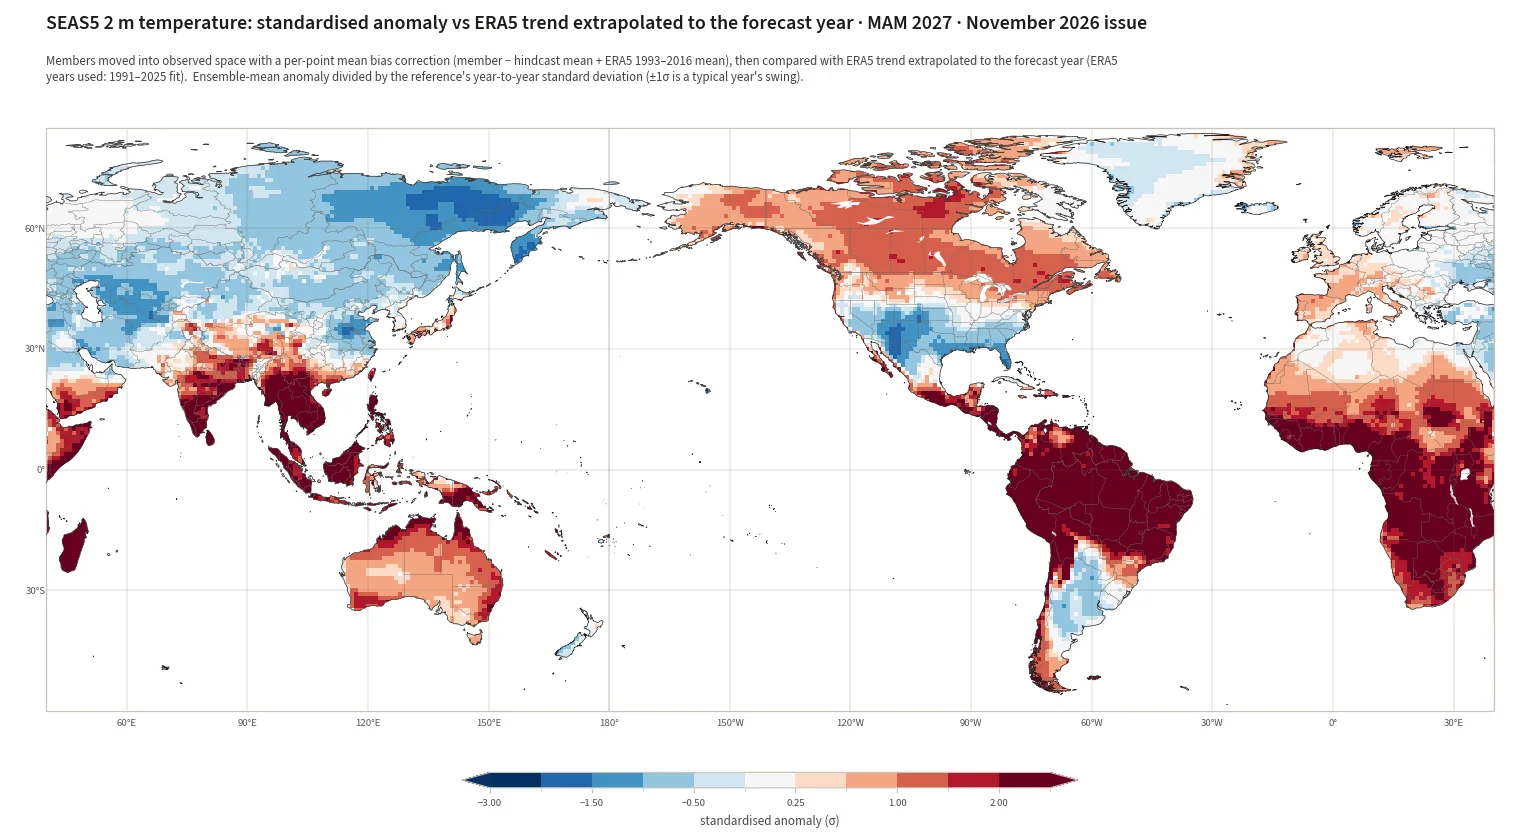 SEAS5 2 m temperature: standardised anomaly vs ERA5 trend extrapolated to the forecast year · MAM 2027 · November 2026 issue
Members moved into observed space with a per-point mean bias correction (member − hindcast mean + ERA5 1993–2016 mean), then compared with ERA5 trend extrapolated to the forecast year (ERA5
years used: 1991–2025 fit). Ensemble-mean anomaly divided by the reference's year-to-year standard deviation (±1σ is a typical year's swing).
60°N
30°N
0°
30°S
60°E 90°E 120°E 150°E 180° 150°W 120°W 90°W 60°W 30°W 0° 30°E
−3.00 −1.50 −0.50 0.25 1.00 2.00
standardised anomaly (σ)